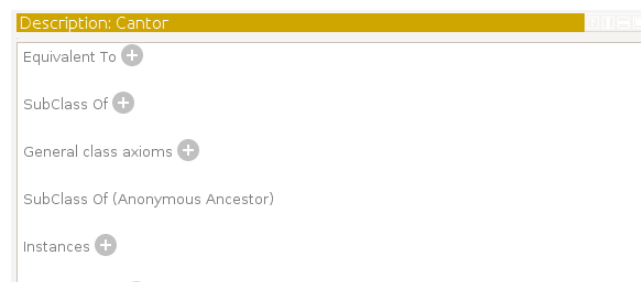 Description: Cantor
Equivalent To
SubClass Of
General class axioms
SubClass Of (Anonymous Ancestor)
Instances